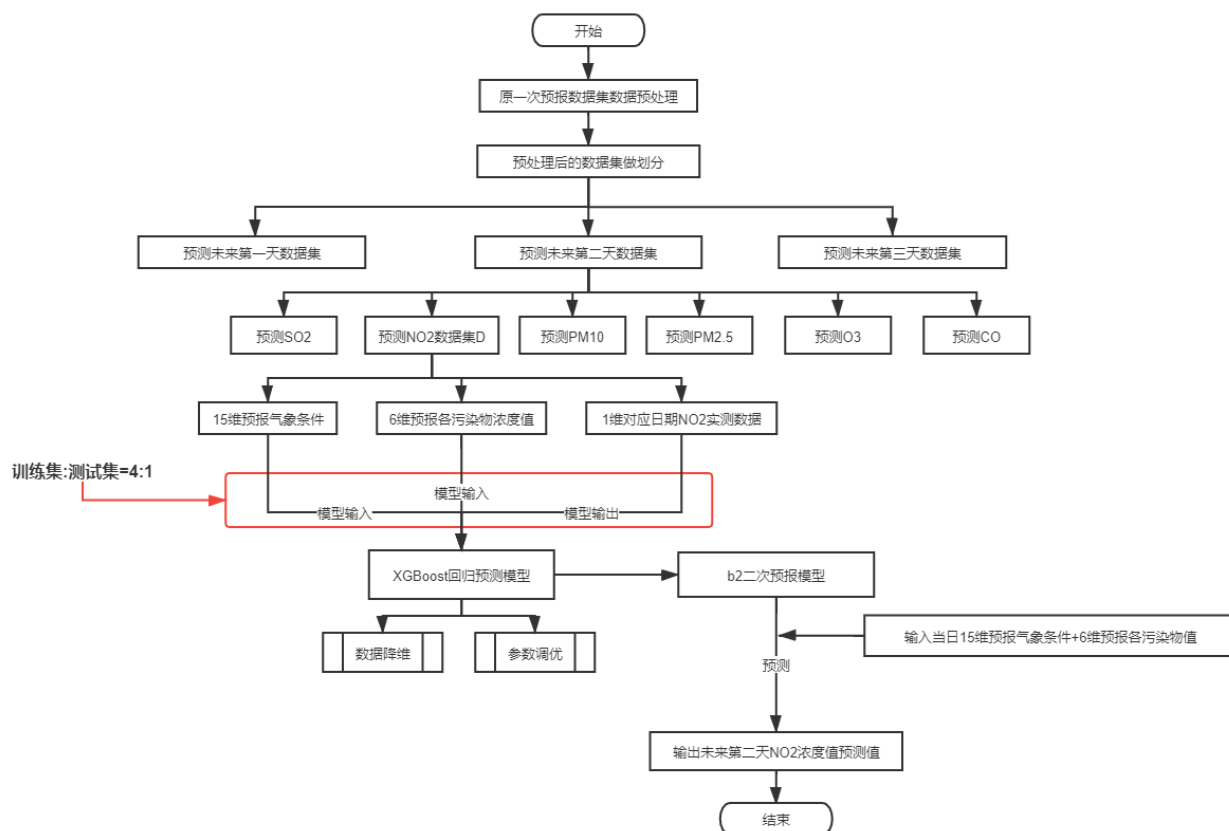 开始
原一次预报数据集数据预处理
预处理后的数据集做划分
预测未来第一天数据集
预测未来第二天数据集
预测未来第三天数据集
预测SO2
预测NO2数据集D
预测PM10
预测PM2.5
预测O3
预测CO
15维预报气象条件
6维预报各污染物浓度值
1维对应日期NO2实测数据
训练集:测试集=4:1
模型输入
模型输入
模型输出
XGBoost回归预测模型
b2二次预报模型
数据降维
参数调优
输入当日15维预报气象条件+6维预报各污染物值
预测
输出未来第二天NO2浓度值预测值
结束